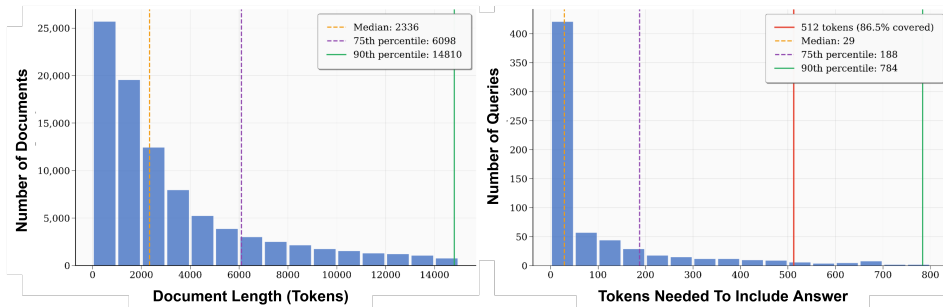 Number of Documents
25,000
20,000
15,000
10,000
5,000
0
0 2000 4000 6000 8000 10000 12000 14000
Document Length (Tokens)
Median: 2336
75th percentile: 6098
90th percentile: 14810
Number of Queries
400
350
300
250
200
150
100
50
0
0 100 200 300 400 500 600 700 800
Tokens Needed To Include Answer
512 tokens (86.5% covered)
Median: 29
75th percentile: 188
90th percentile: 784